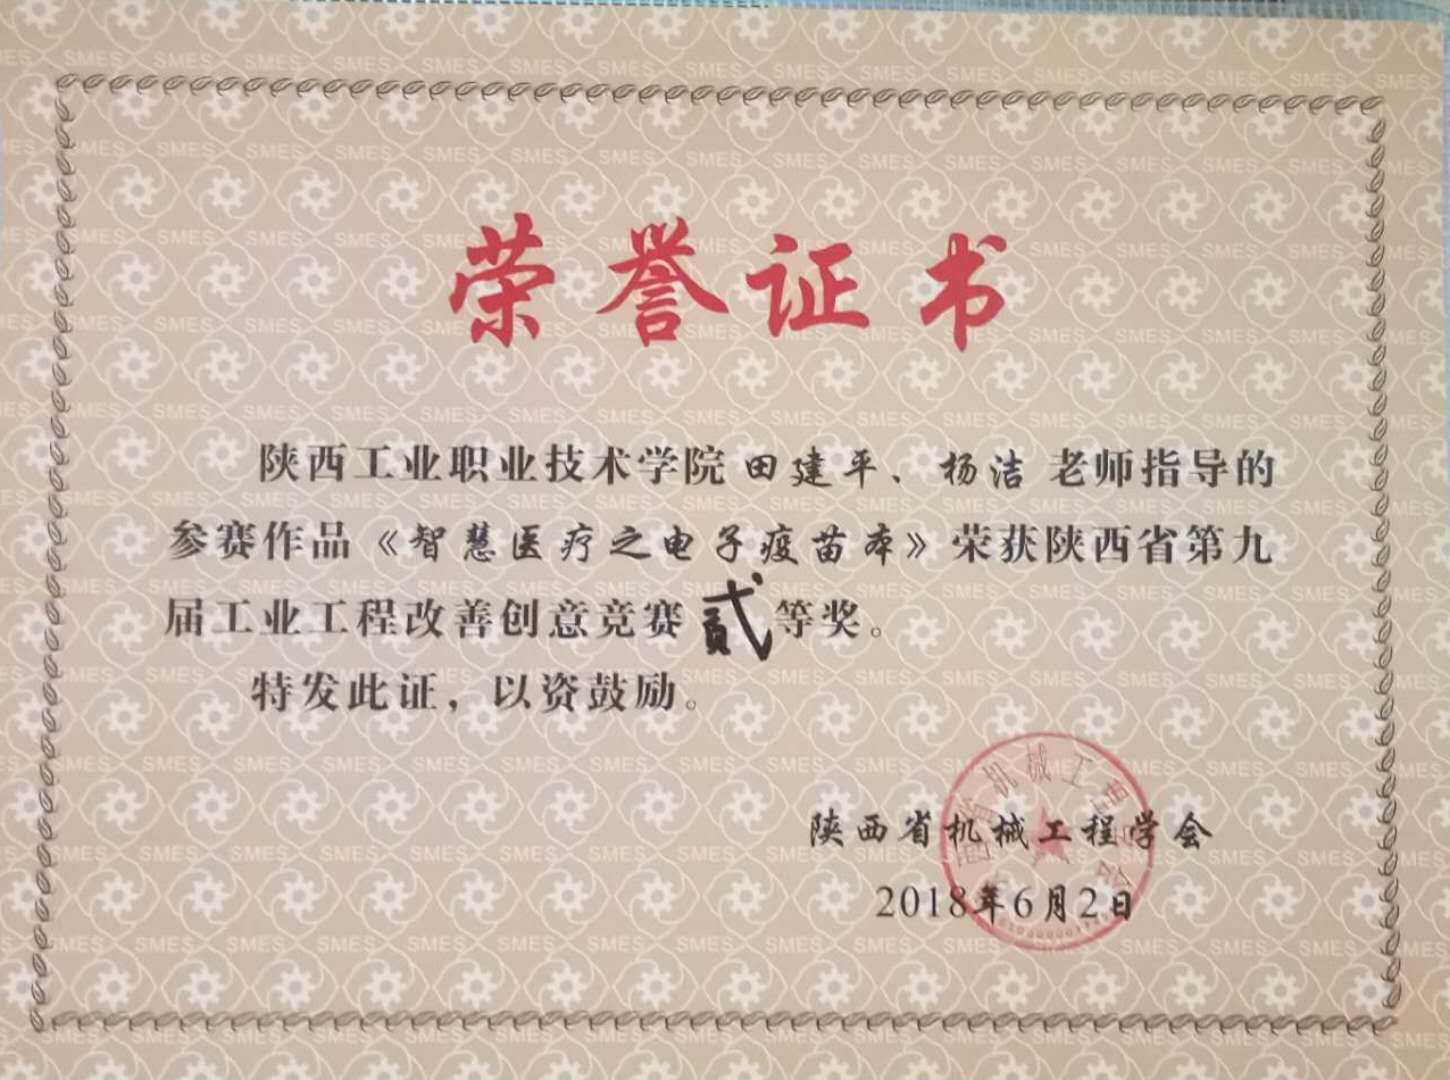 荣誉证书
陕西工业职业技术学院 田建平、杨洁 老师指导的
参赛作品《智慧医疗之电子疫苗本》荣获陕西省第九
届工业工程改善创意竞赛 贰等奖。
特发此证，以资鼓励。
陕西省机械工程学会
2018年6月2日